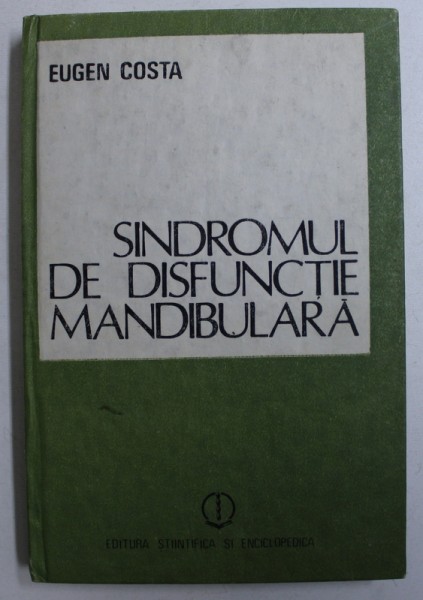 EUGEN COSTA
SINDROMUL
DE DISFUNCȚIE
MANDIBULARĂ
EDITURA ȘTIINȚIFICĂ ȘI ENCICLOPEDICĂ